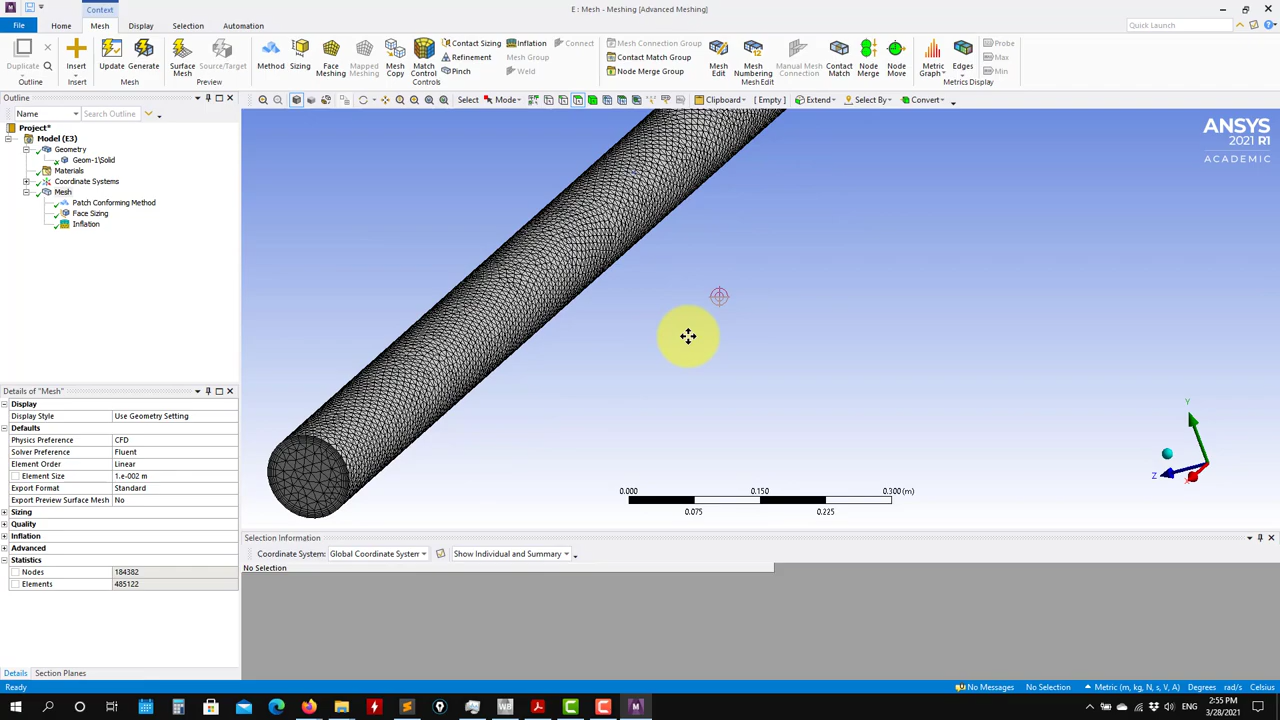 Context
E : Mesh - Meshing [Advanced Meshing]
File Home Mesh Display Selection Automation
Quick Launch
Duplicate
Outline
Insert
Insert
Update Generate
Mesh
Surface Mesh
Source/Target
Preview
Method Sizing
Face Meshing
Mapped Meshing
Mesh Copy
Match Control
Contact Sizing
Refinement
Pinch
Inflation
Mesh Group
Weld
Connect
Controls
Mesh Connection Group
Contact Match Group
Node Merge Group
Mesh Edit
Mesh Numbering
Manual Mesh Connection
Contact Match
Node Merge
Node Move
Mesh Edit
Metric Graph
Edges
Probe
Max
Min
Metrics Display
Outline
Select Mode Clipboard [ Empty ] Extend Select By Convert
Name Search Outline
Project*
Model (E3)
Geometry
Geom-1\Solid
Materials
Coordinate Systems
Mesh
Patch Conforming Method
Face Sizing
Inflation
ANSYS
2021 R1
ACADEMIC
Details of "Mesh"
Display
Display Style Use Geometry Setting
Defaults
Physics Preference CFD
Solver Preference Fluent
Element Order Linear
Element Size 1.e-002 m
Export Format Standard
Export Preview Surface Mesh No
Sizing
Quality
Inflation
Advanced
Statistics
Nodes 184382
Elements 485122
Y
Z
X
0.000 0.150 0.300 (m)
0.075 0.225
Selection Information
Coordinate System: Global Coordinate System Show Individual and Summary
No Selection
Details Section Planes
Ready No Messages No Selection Metric (m, kg, N, s, V, A) Degrees rad/s Celsius
ENG
2:55 PM
3/28/2021